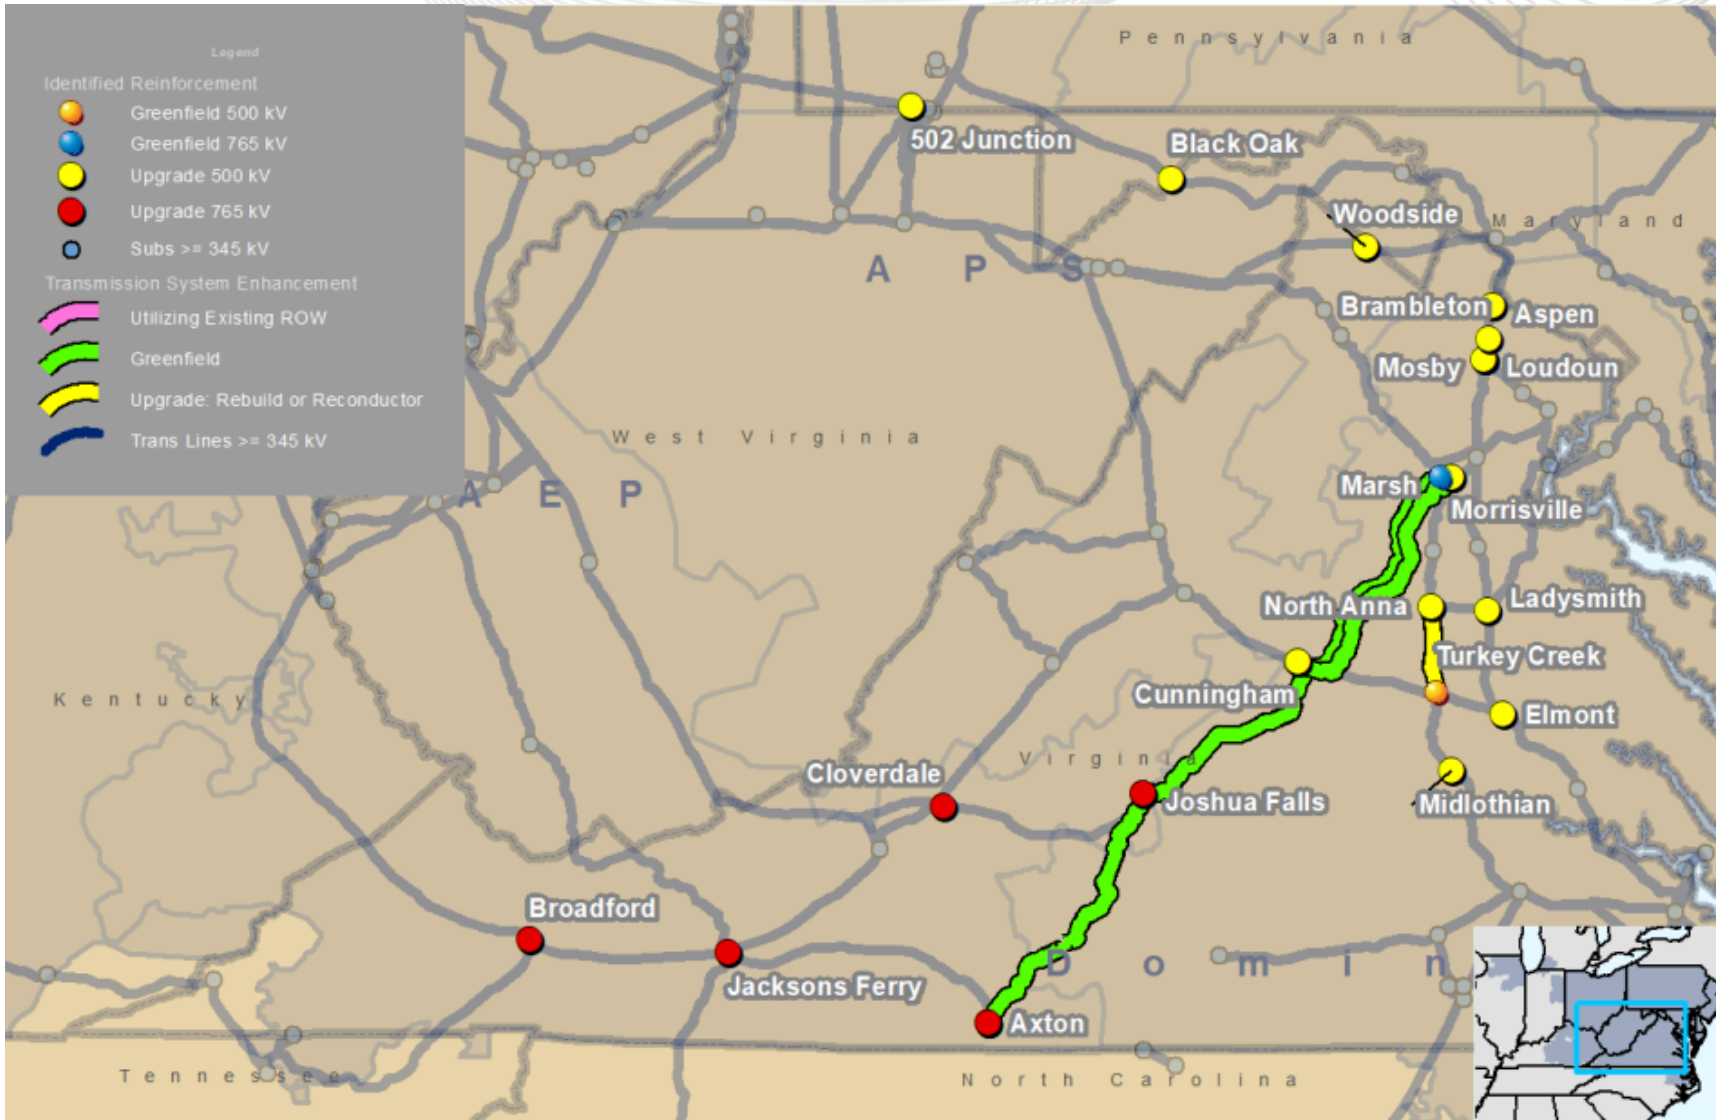 Legend
Identified Reinforcement
Greenfield 500 kV
Greenfield 765 kV
Upgrade 500 kV
Upgrade 765 kV
Subs >= 345 kV
Transmission System Enhancement
Utilizing Existing ROW
Greenfield
Upgrade: Rebuild or Reconductor
Trans Lines >= 345 kV
Pennsylvania
502 Junction
Black Oak
Woodside
Maryland
APS
Brambleton
Aspen
Mosby
Loudoun
West Virginia
AEP
Marsh
Morrisville
North Anna
Ladysmith
Turkey Creek
Kentucky
Cunningham
Elmont
Virginia
Cloverdale
Joshua Falls
Midlothian
Broadford
Domin
Jacksons Ferry
Axton
Tennessee
North Carolina